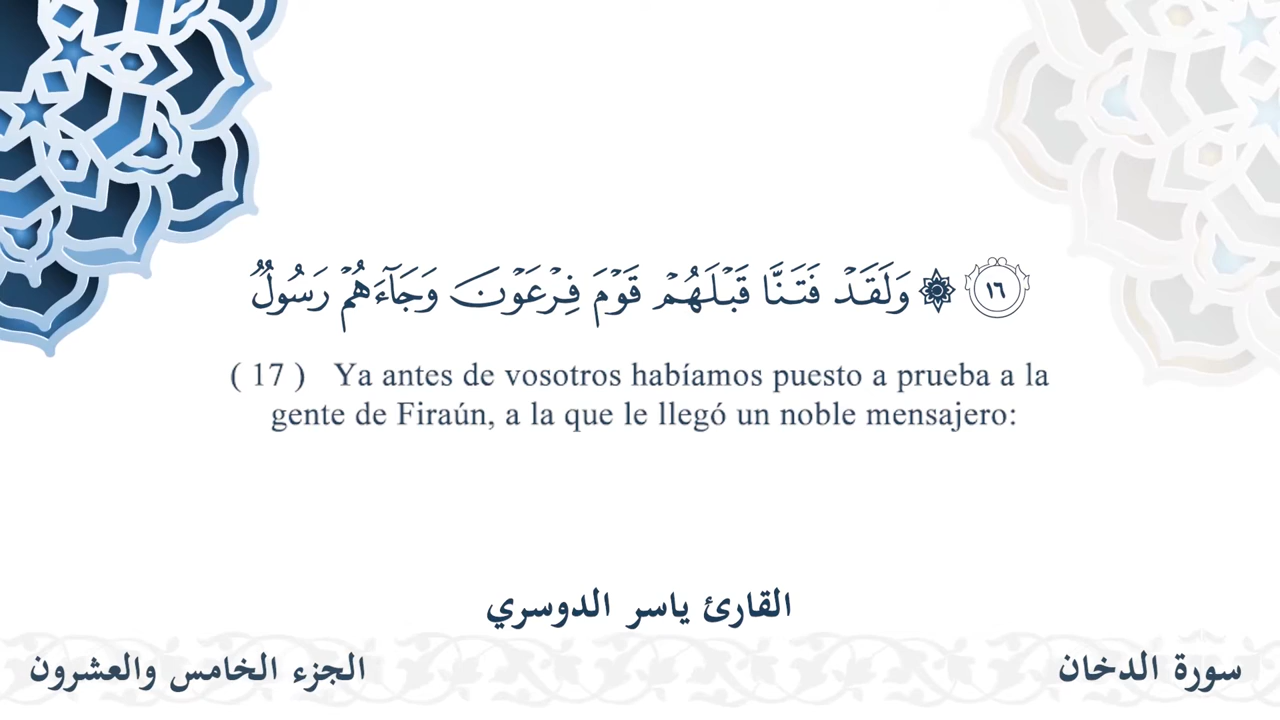 ١٦ ۞ وَلَقَدۡ فَتَنَّا قَبۡلَهُمۡ قَوۡمَ فِرۡعَوۡنَ وَجَآءَهُمۡ رَسُولٞ
( 17 ) Ya antes de vosotros habíamos puesto a prueba a la
gente de Firaún, a la que le llegó un noble mensajero:
القارئ ياسر الدوسري
سورة الدخان
الجزء الخامس والعشرون